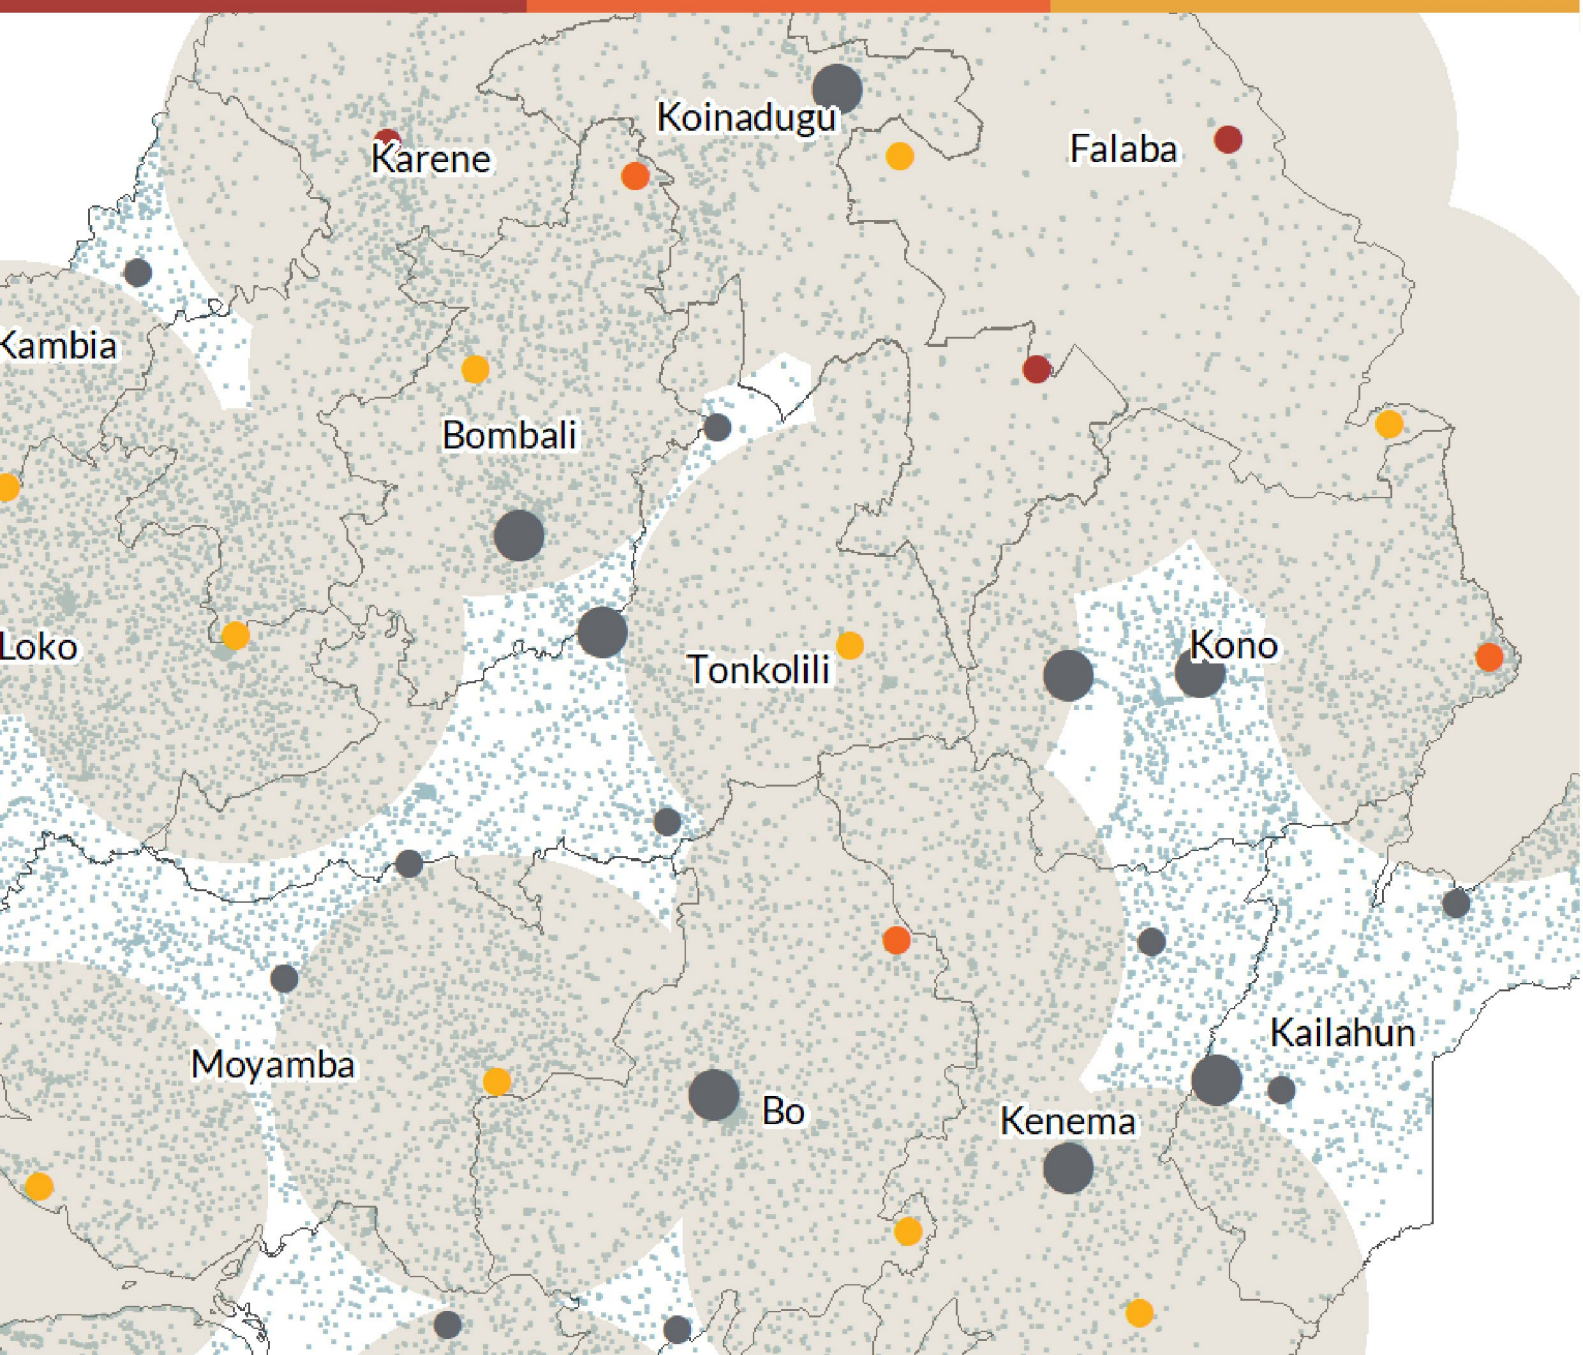 Koinadugu
Falaba
Karene
Kambia
Bombali
Loko
Kono
Tonkolili
Kailahun
Moyamba
Bo
Kenema